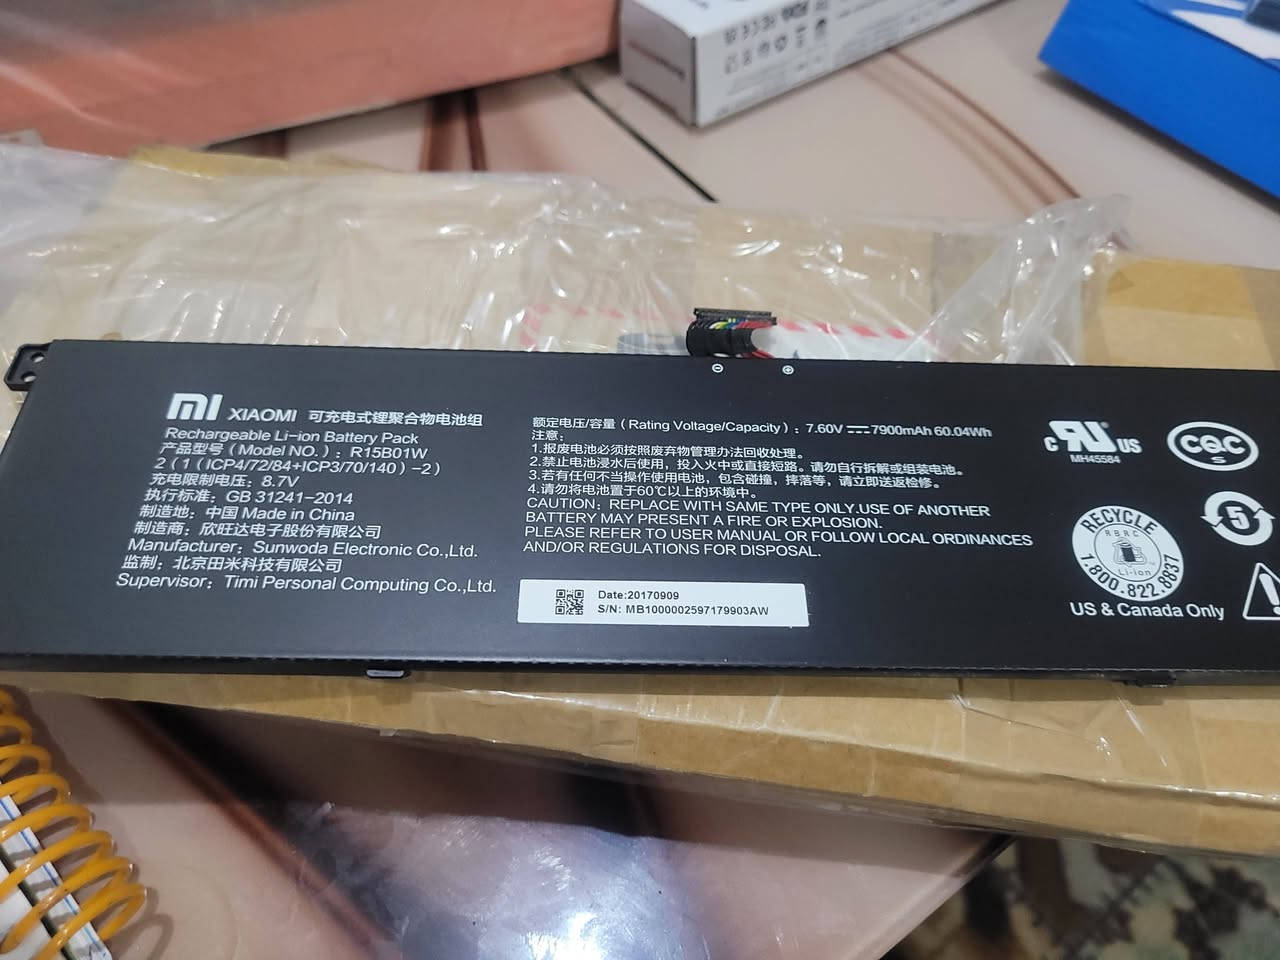 MI XIAOMI 可充电式锂聚合物电池组
Rechargeable Li-ion Battery Pack
产品型号（Model NO.）：R15B01W
2（1（ICP4/72/84+ICP3/70/140）-2）
充电限制电压：8.7V
执行标准：GB 31241-2014
制造地：中国 Made in China
制造商：欣旺达电子股份有限公司
Manufacturer：Sunwoda Electronic Co.,Ltd.
监制：北京田米科技有限公司
Supervisor：Timi Personal Computing Co.,Ltd.
额定电压/容量（Rating Voltage/Capacity）：7.60V ⎓ 7900mAh 60.04Wh
注意：
1.报废电池必须按照废弃物管理办法回收处理。
2.禁止电池浸水后使用，投入火中或直接短路。请勿自行拆解或组装电池。
3.若有任何不当操作使用电池，包含碰撞，摔落等，请立即送返检修。
4.请勿将电池置于60℃以上的环境中。
CAUTION：REPLACE WITH SAME TYPE ONLY.USE OF ANOTHER
BATTERY MAY PRESENT A FIRE OR EXPLOSION.
PLEASE REFER TO USER MANUAL OR FOLLOW LOCAL ORDINANCES
AND/OR REGULATIONS FOR DISPOSAL.
Date:20170909
S/N: MB1000002597179903AW
c RU US
MH45584
CQC
S
5
RECYCLE
RBRC
Li-ion
1.800.822.8837
US & Canada Only